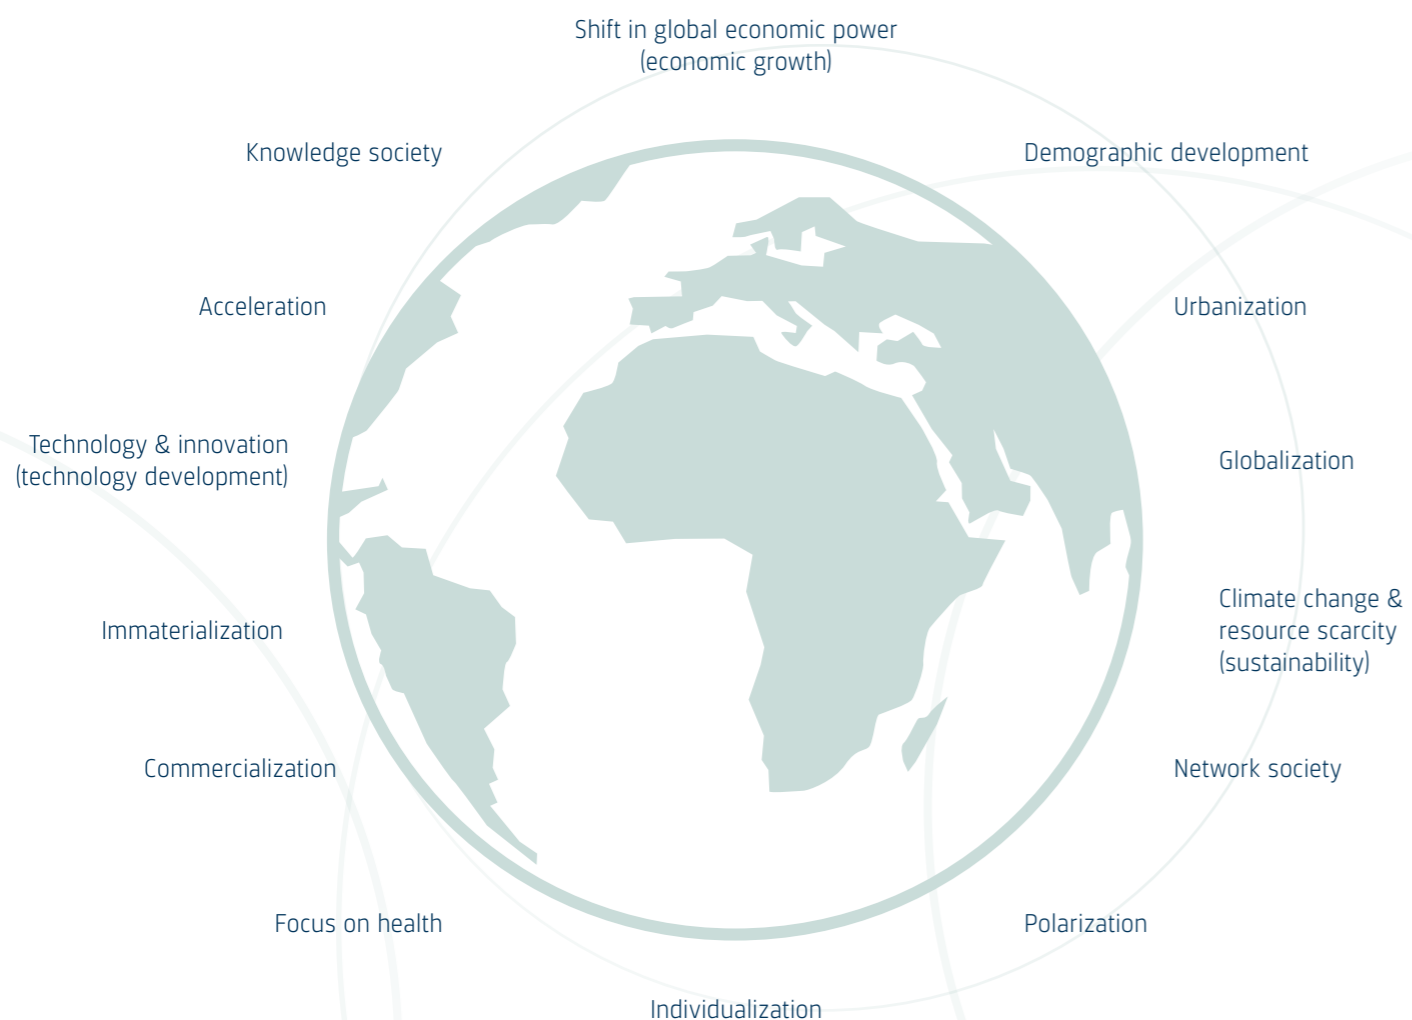 Shift in global economic power
(economic growth)
Knowledge society
Demographic development
Acceleration
Urbanization
Technology & innovation
(technology development)
Globalization
Immaterialization
Climate change &
resource scarcity
(sustainability)
Commercialization
Network society
Focus on health
Polarization
Individualization